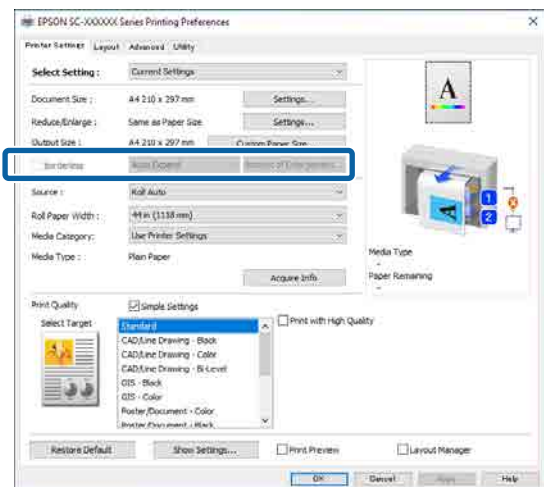 EPSON SC-XXXXXX Series Printing Preferences
Printer Settings Layout Advanced Utility
Select Setting : Current Settings
Document Size : A4 210 x 297 mm Settings...
Reduce/Enlarge : Same as Paper Size Settings...
Output Size : A4 210 x 297 mm Custom Paper Size...
Borderless Auto Expand Amount of Enlargement...
Source : Roll Auto
Roll Paper Width : 44 in (1118 mm)
Media Category: Use Printer Settings
Media Type : Plain Paper
Acquire Info
A
1
2
Media Type
-
Paper Remaining
-
Print Quality Simple Settings
Select Target Standard
CAD/Line Drawing - Black
CAD/Line Drawing - Color
CAD/Line Drawing - Bi-Level
GIS - Black
GIS - Color
Poster/Document - Color
Poster/Document - Black
Print with High Quality
Restore Default Show Settings... Print Preview Layout Manager
OK Cancel Apply Help